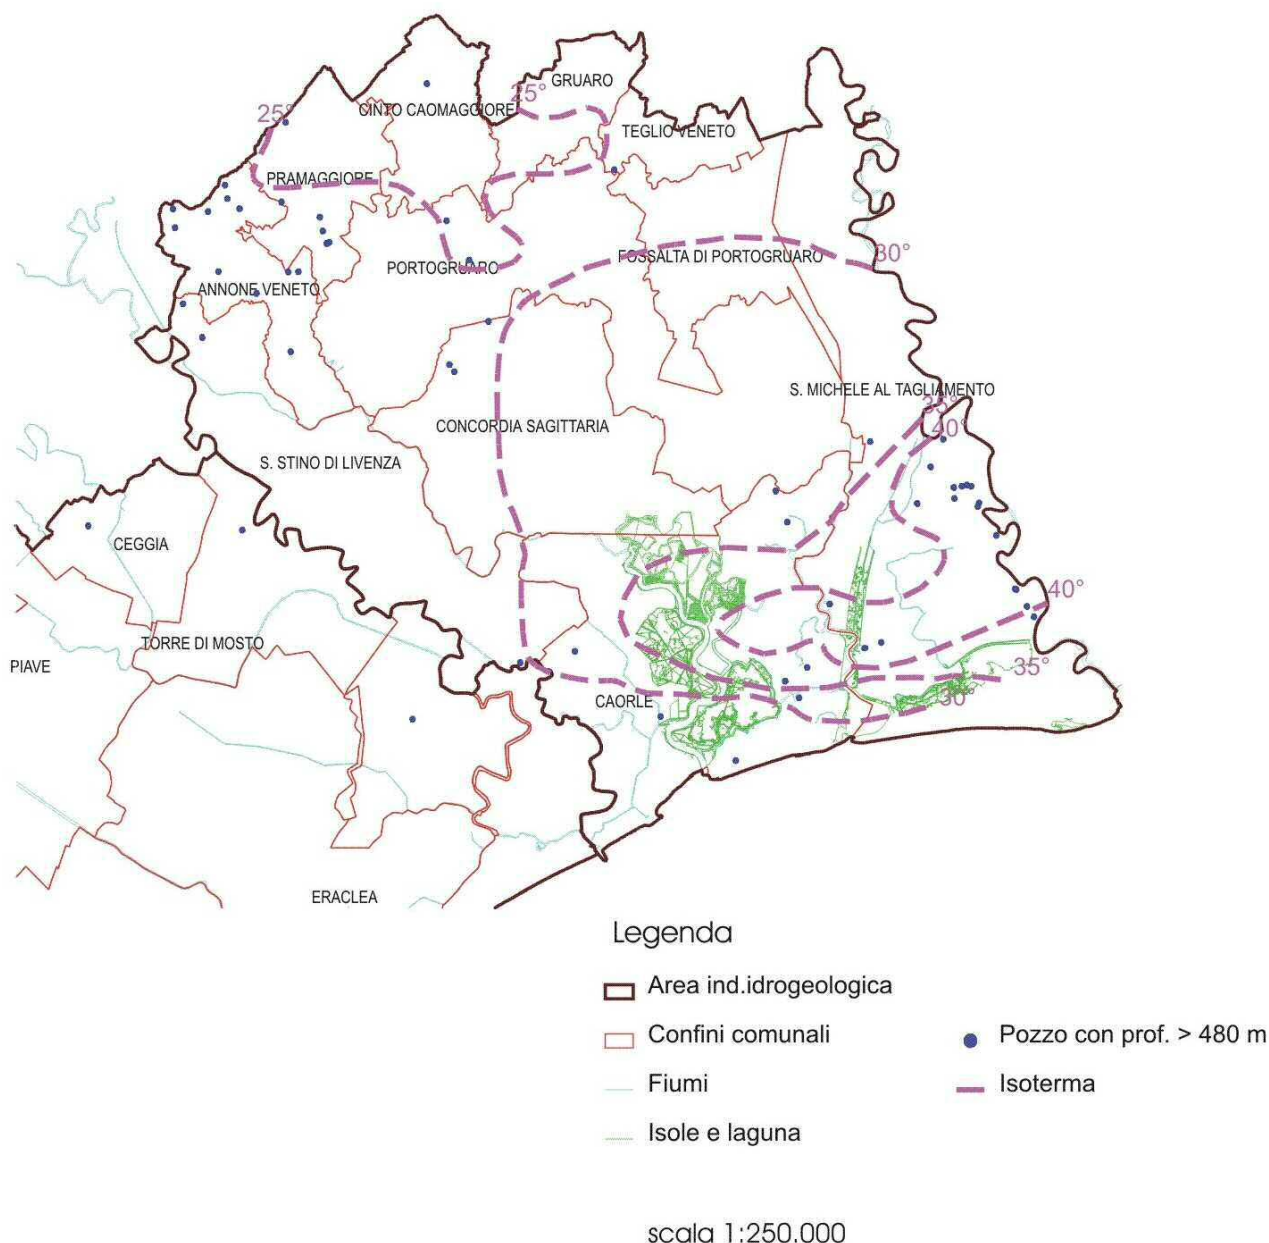 GRUARO
25°
25°
CINTO CAOMAGGIORE
TEGLIO VENETO
PRAMAGGIORE
30°
FOSSALTA DI PORTOGRUARO
PORTOGRUARO
ANNONE VENETO
S. MICHELE AL TAGLIAMENTO
35°
40°
CONCORDIA SAGITTARIA
S. STINO DI LIVENZA
CEGGIA
40°
TORRE DI MOSTO
PIAVE
35°
30°
CAORLE
ERACLEA
Legenda
Area ind.idrogeologica
Confini comunali
Pozzo con prof. > 480 m
Fiumi
Isoterma
Isole e laguna
scala 1:250.000